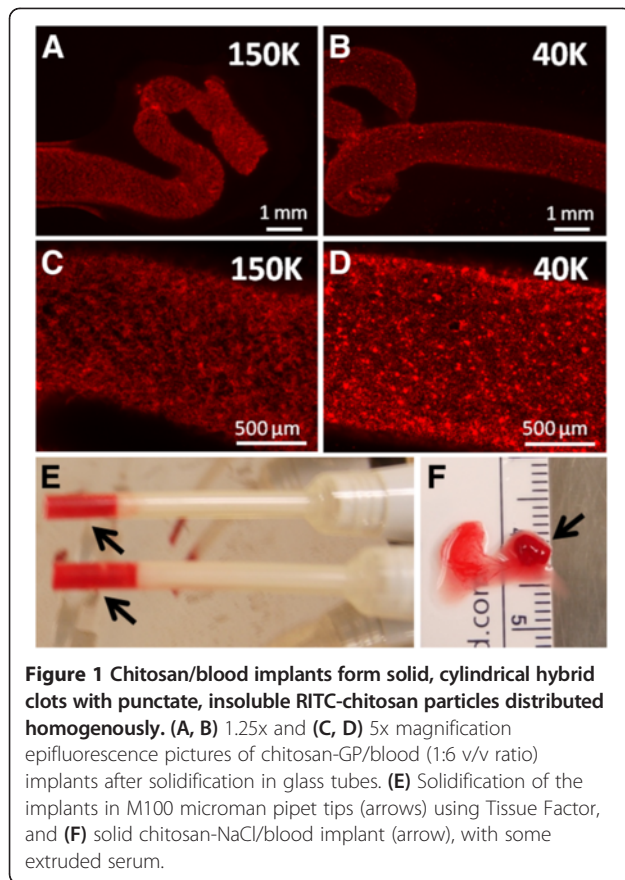 A 150K
1 mm
B 40K
1 mm
C 150K
500 µm
D 40K
500 µm
E
F
d.com
5
Figure 1 Chitosan/blood implants form solid, cylindrical hybrid
clots with punctate, insoluble RITC-chitosan particles distributed
homogenously. (A, B) 1.25x and (C, D) 5x magnification
epifluorescence pictures of chitosan-GP/blood (1:6 v/v ratio)
implants after solidification in glass tubes. (E) Solidification of the
implants in M100 microman pipet tips (arrows) using Tissue Factor,
and (F) solid chitosan-NaCl/blood implant (arrow), with some
extruded serum.